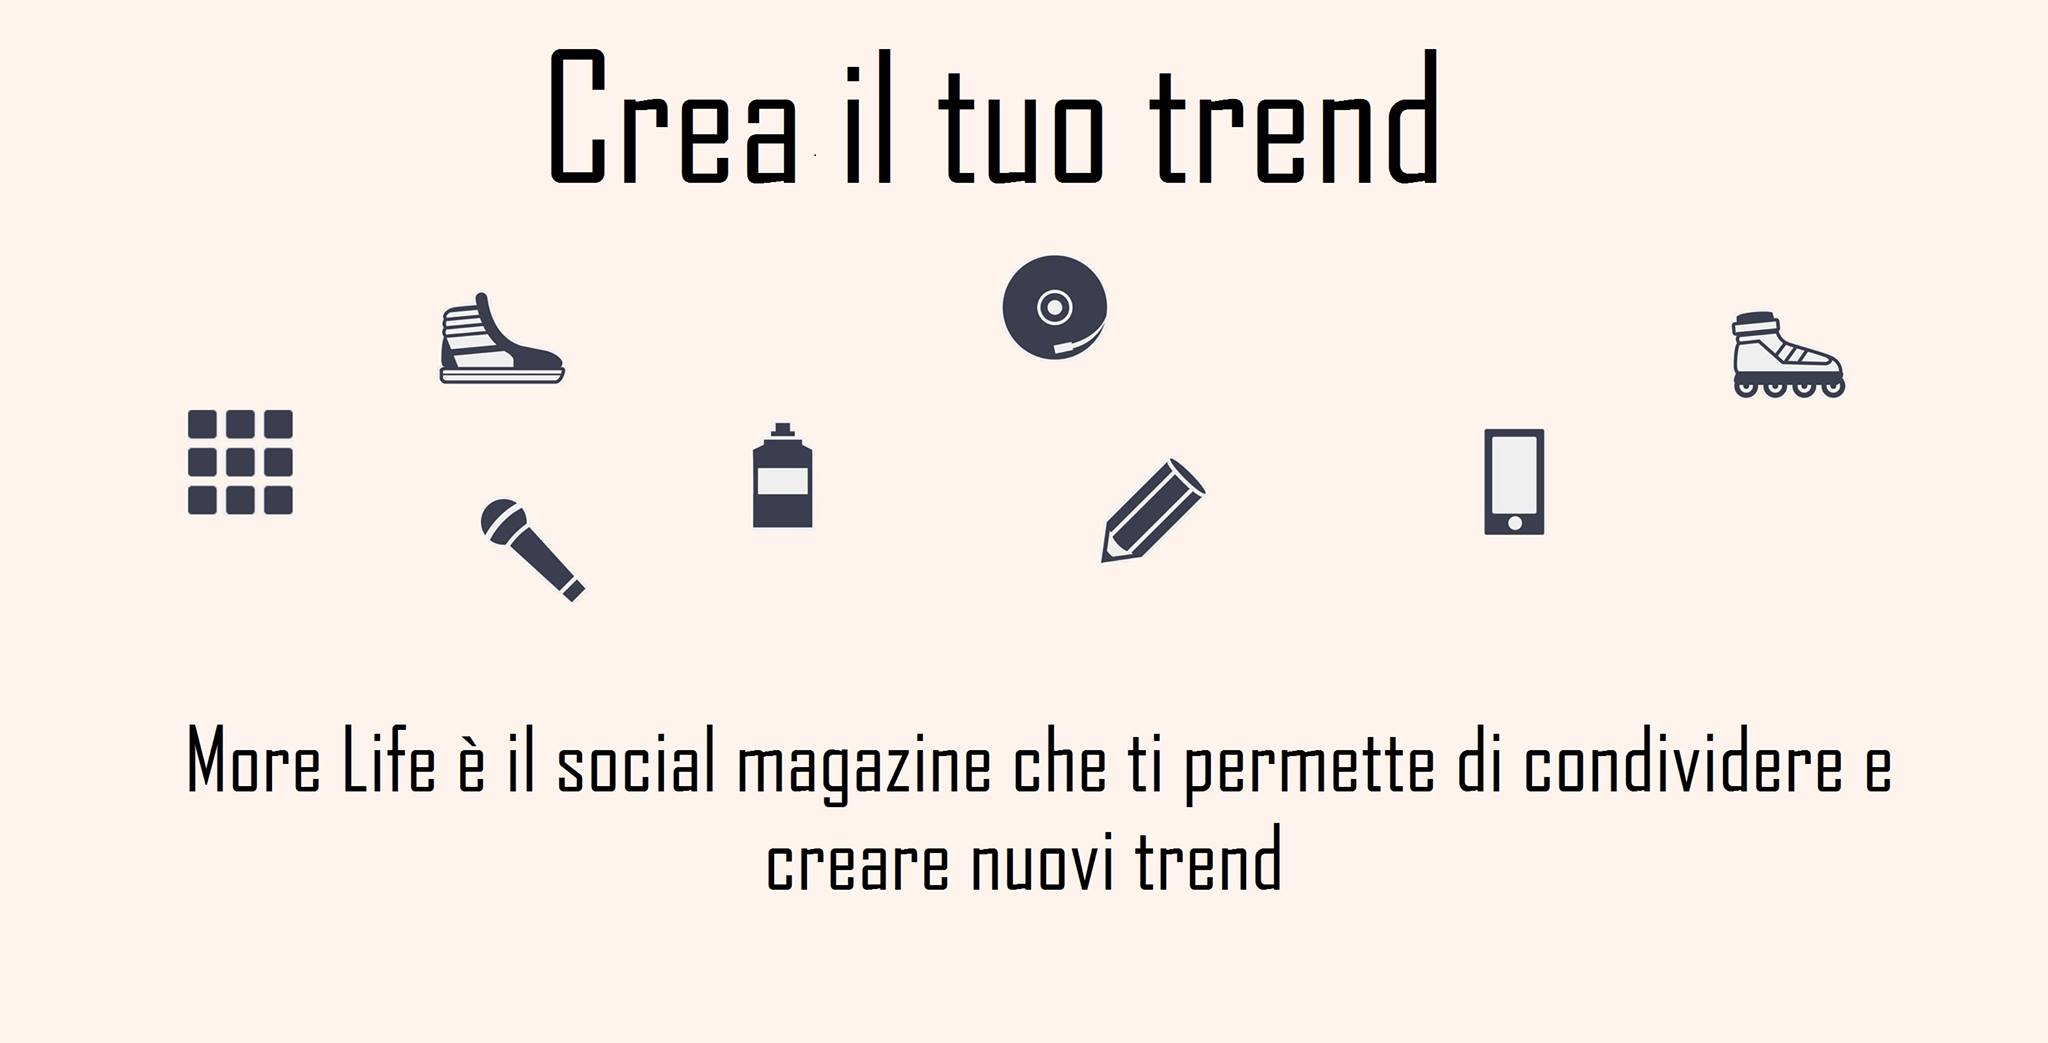 Crea il tuo trend
More Life è il social magazine che ti permette di condividere e
creare nuovi trend